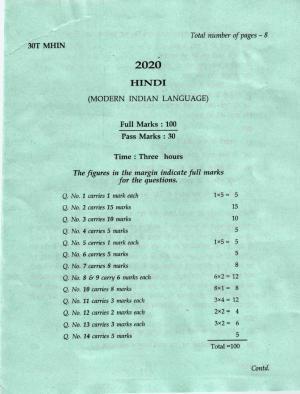 Total number of pages – 8
30T MHIN
2020
HINDI
(MODERN INDIAN LANGUAGE)
Full Marks : 100
Pass Marks : 30
Time : Three hours
The figures in the margin indicate full marks
for the questions.
Q. No. 1 carries 1 mark each 1×5 = 5
Q. No. 2 carries 15 marks 15
Q. No. 3 carries 10 marks 10
Q. No. 4 carries 5 marks 5
Q. No. 5 carries 1 mark each 1×5 = 5
Q. No. 6 carries 5 marks 5
Q. No. 7 carries 8 marks 8
Q. No. 8 & 9 carry 6 marks each 6×2 = 12
Q. No. 10 carries 8 marks 8×1 = 8
Q. No. 11 carries 3 marks each 3×4 = 12
Q. No. 12 carries 2 marks each 2×2 = 4
Q. No. 13 carries 3 marks each 3×2 = 6
Q. No. 14 carries 5 marks 5
Total =100
Contd.